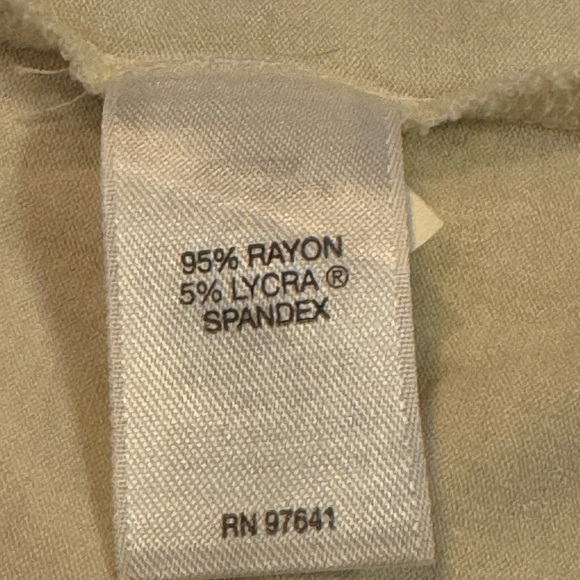 95% RAYON
5% LYCRA ®
SPANDEX
RN 97641